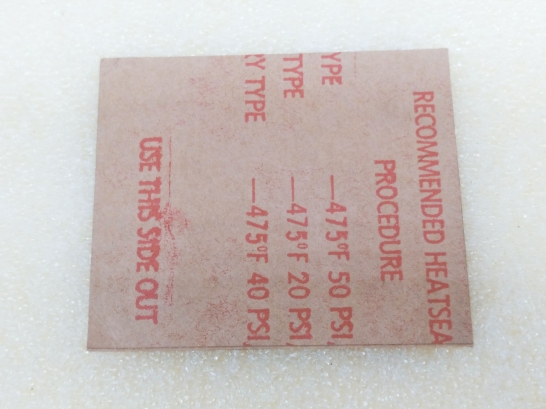 RECOMMENDED HEATSEA
PROCEDURE
YPE —475°F 50 PSI,
TYPE —475°F 20 PSI,
RY TYPE —475°F 40 PSI,
USE THIS SIDE OUT